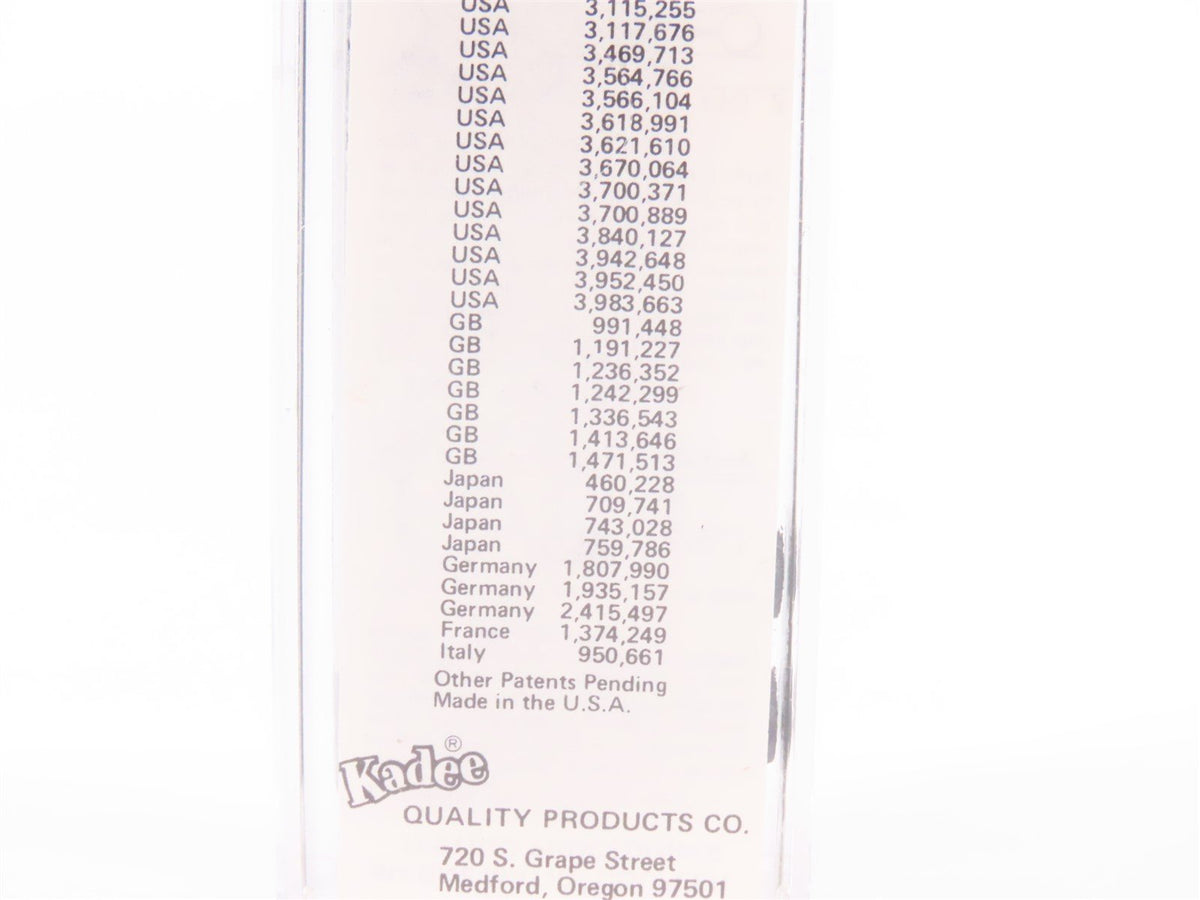 USA 3,115,255
USA 3,117,676
USA 3,469,713
USA 3,564,766
USA 3,566,104
USA 3,618,991
USA 3,621,610
USA 3,670,064
USA 3,700,371
USA 3,700,889
USA 3,840,127
USA 3,942,648
USA 3,952,450
USA 3,983,663
GB 991,448
GB 1,191,227
GB 1,236,352
GB 1,242,299
GB 1,336,543
GB 1,413,646
GB 1,471,513
Japan 460,228
Japan 709,741
Japan 743,028
Japan 759,786
Germany 1,807,990
Germany 1,935,157
Germany 2,415,497
France 1,374,249
Italy 950,661
Other Patents Pending
Made in the U.S.A.
Kadee®
QUALITY PRODUCTS CO.
720 S. Grape Street
Medford, Oregon 97501